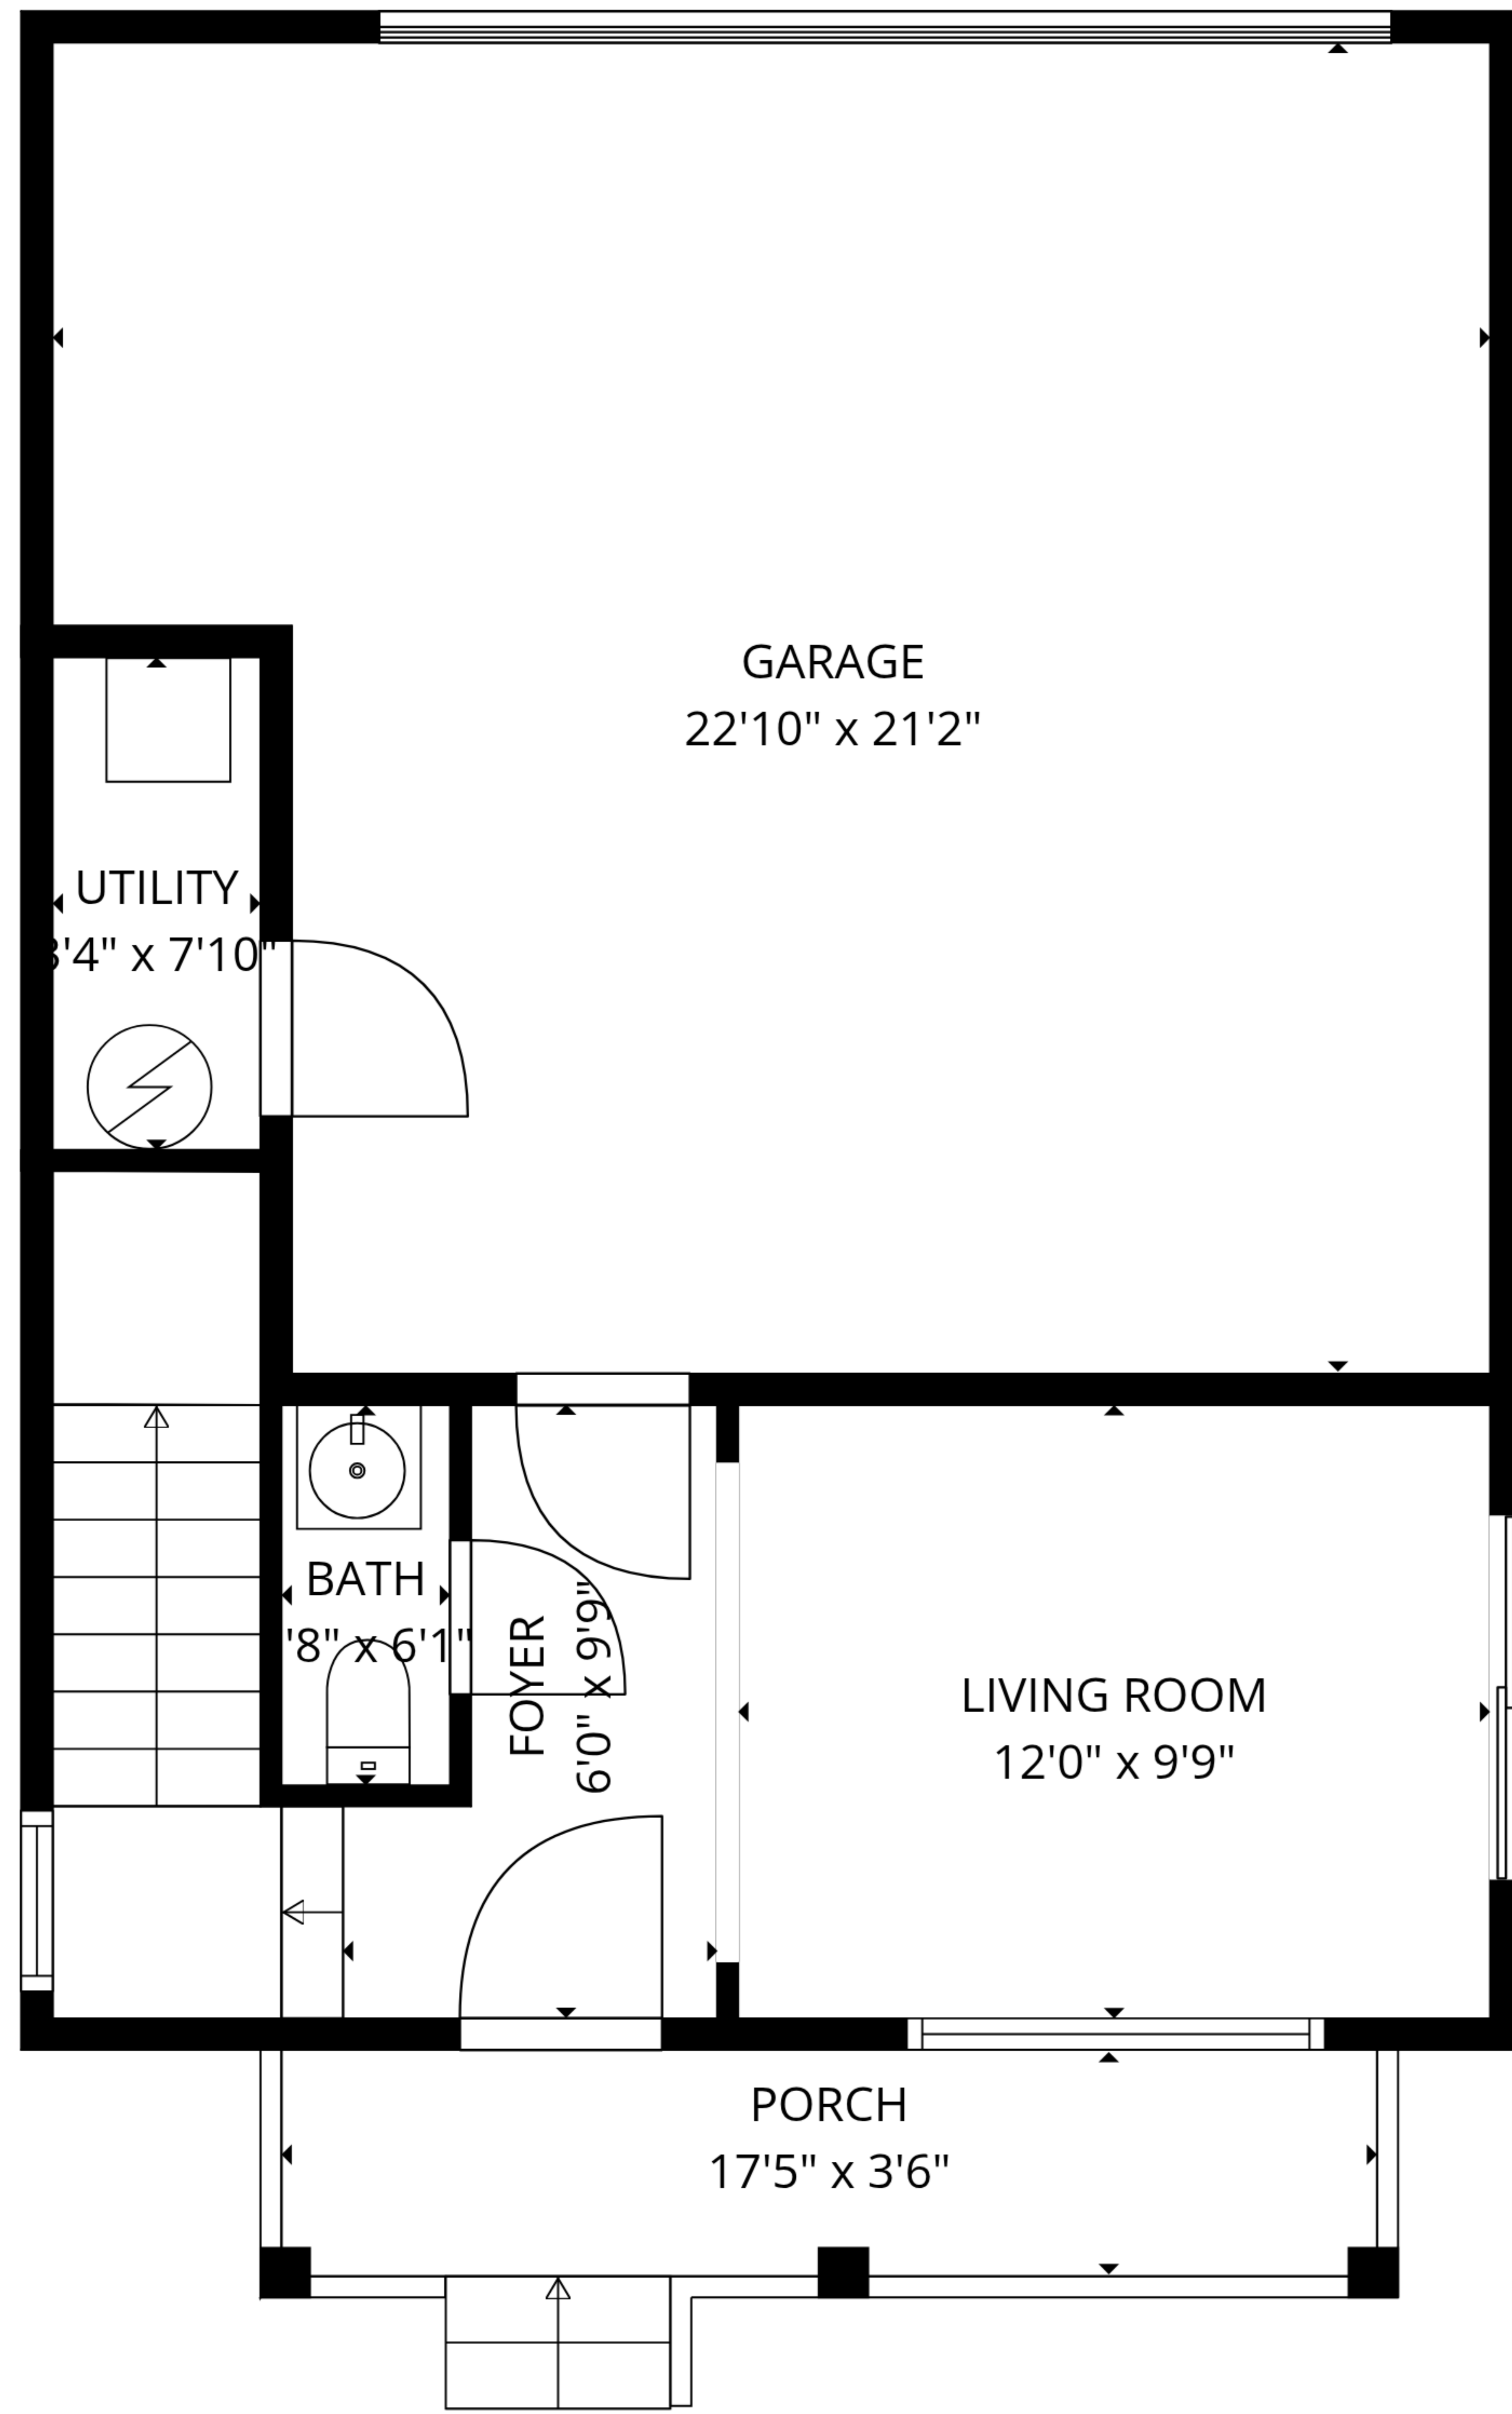 GARAGE
22'10" x 21'2"
UTILITY
3'4" x 7'10"
BATH
'8" x 6'1"
FOYER
6'0" x 9'9"
LIVING ROOM
12'0" x 9'9"
PORCH
17'5" x 3'6"